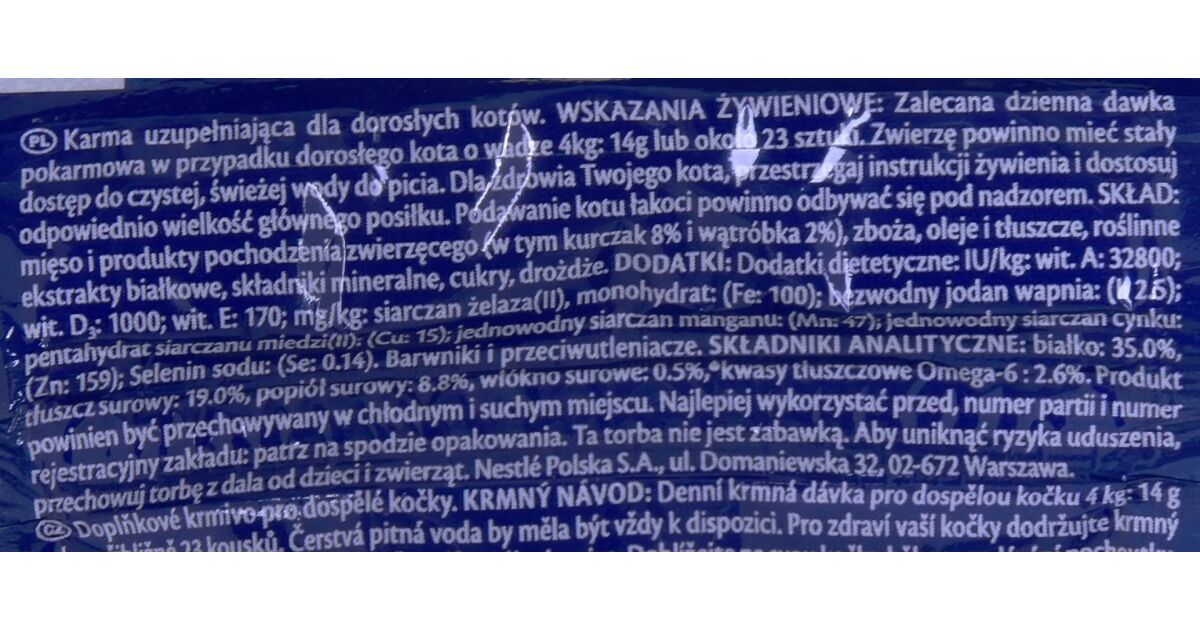 PL Karma uzupełniająca dla dorosłych kotów. WSKAZANIA ŻYWIENIOWE: Zalecana dzienna dawka
pokarmowa w przypadku dorosłego kota o wadze 4kg: 14g lub około 23 sztuki. Zwierzę powinno mieć stały
dostęp do czystej, świeżej wody do picia. Dla zdrowia Twojego kota, przestrzegaj instrukcji żywienia i dostosuj
odpowiednio wielkość głównego posiłku. Podawanie kotu łakoci powinno odbywać się pod nadzorem. SKŁAD:
mięso i produkty pochodzenia zwierzęcego (w tym kurczak 8% i wątróbka 2%), zboża, oleje i tłuszcze, roślinne
ekstrakty białkowe, składniki mineralne, cukry, drożdże. DODATKI: Dodatki dietetyczne: IU/kg: wit. A: 32800;
wit. D3: 1000; wit. E: 170; mg/kg: siarczan żelaza(II), monohydrat: (Fe: 100); bezwodny jodan wapnia: (I: 2.5);
pentahydrat siarczanu miedzi(II): (Cu: 15); jednowodny siarczan manganu: (Mn: 47); jednowodny siarczan cynku:
(Zn: 159); Selenin sodu: (Se: 0.14). Barwniki i przeciwutleniacze. SKŁADNIKI ANALITYCZNE: białko: 35.0%,
tłuszcz surowy: 19.0%, popiół surowy: 8.8%, włókno surowe: 0.5%, kwasy tłuszczowe Omega-6 : 2.6%. Produkt
powinien być przechowywany w chłodnym i suchym miejscu. Najlepiej wykorzystać przed, numer partii i numer
rejestracyjny zakładu: patrz na spodzie opakowania. Ta torba nie jest zabawką. Aby uniknąć ryzyka uduszenia,
przechowuj torbę z dala od dzieci i zwierząt. Nestlé Polska S.A., ul. Domaniewska 32, 02-672 Warszawa.
CZ Doplňkové krmivo pro dospělé kočky. KRMNÝ NÁVOD: Denní krmná dávka pro dospělou kočku 4 kg: 14 g
23 kousků. Čerstvá pitná voda by měla být vždy k dispozici. Pro zdraví vaší kočky dodržujte krmný